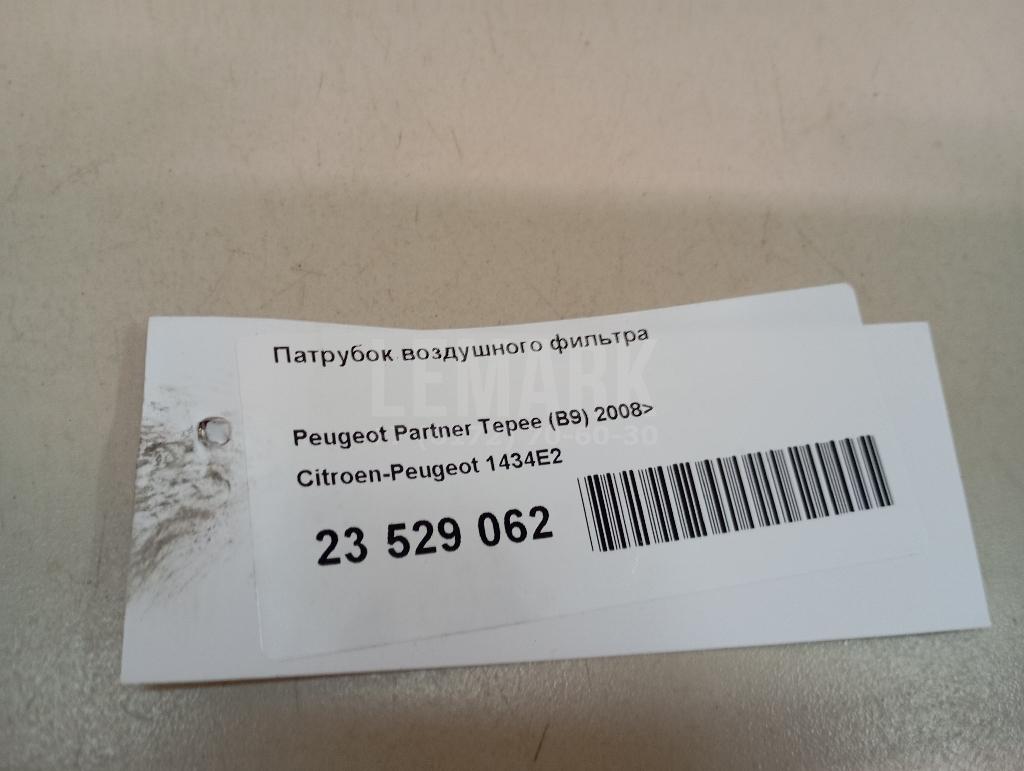 Патрубок воздушного фильтра
LEMARK
Peugeot Partner Tepee (B9) 2008>
Citroen-Peugeot 1434E2
23 529 062